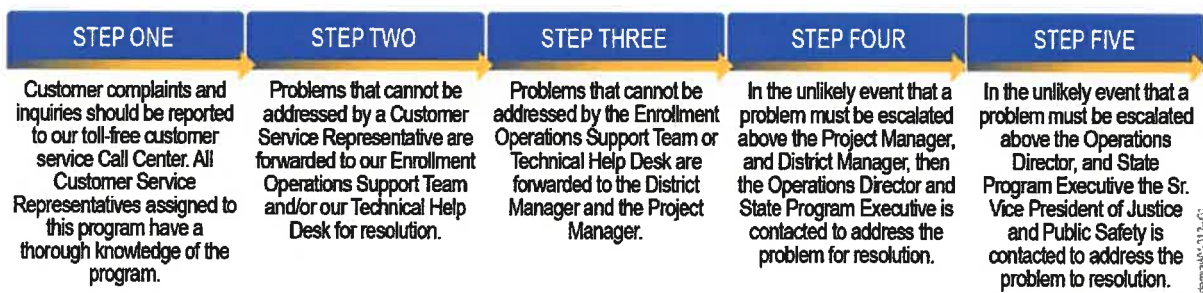 STEP ONE
Customer complaints and
inquiries should be reported
to our toll-free customer
service Call Center. All
Customer Service
Representatives assigned to
this program have a
thorough knowledge of the
program.
STEP TWO
Problems that cannot be
addressed by a Customer
Service Representative are
forwarded to our Enrollment
Operations Support Team
and/or our Technical Help
Desk for resolution.
STEP THREE
Problems that cannot be
addressed by the Enrollment
Operations Support Team or
Technical Help Desk are
forwarded to the District
Manager and the Project
Manager.
STEP FOUR
In the unlikely event that a
problem must be escalated
above the Project Manager,
and District Manager, then
the Operations Director and
State Program Executive is
contacted to address the
problem for resolution.
STEP FIVE
In the unlikely event that a
problem must be escalated
above the Operations
Director, and State
Program Executive the Sr.
Vice President of Justice
and Public Safety is
contacted to address the
problem to resolution.